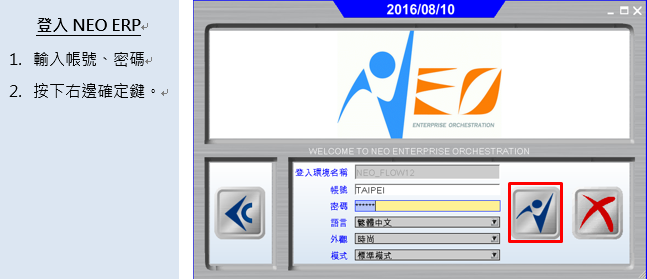 登入 NEO ERP
1. 輸入帳號、密碼
2. 按下右邊確定鍵。
2016/08/10
NEO
ENTERPRISE ORCHESTRATION
WELCOME TO NEO ENTERPRISE ORCHESTRATION
登入環境名稱 NEO_FLOW12
帳號 TAIPEI
密碼 ******
語言 繁體中文
外觀 時尚
模式 標準模式